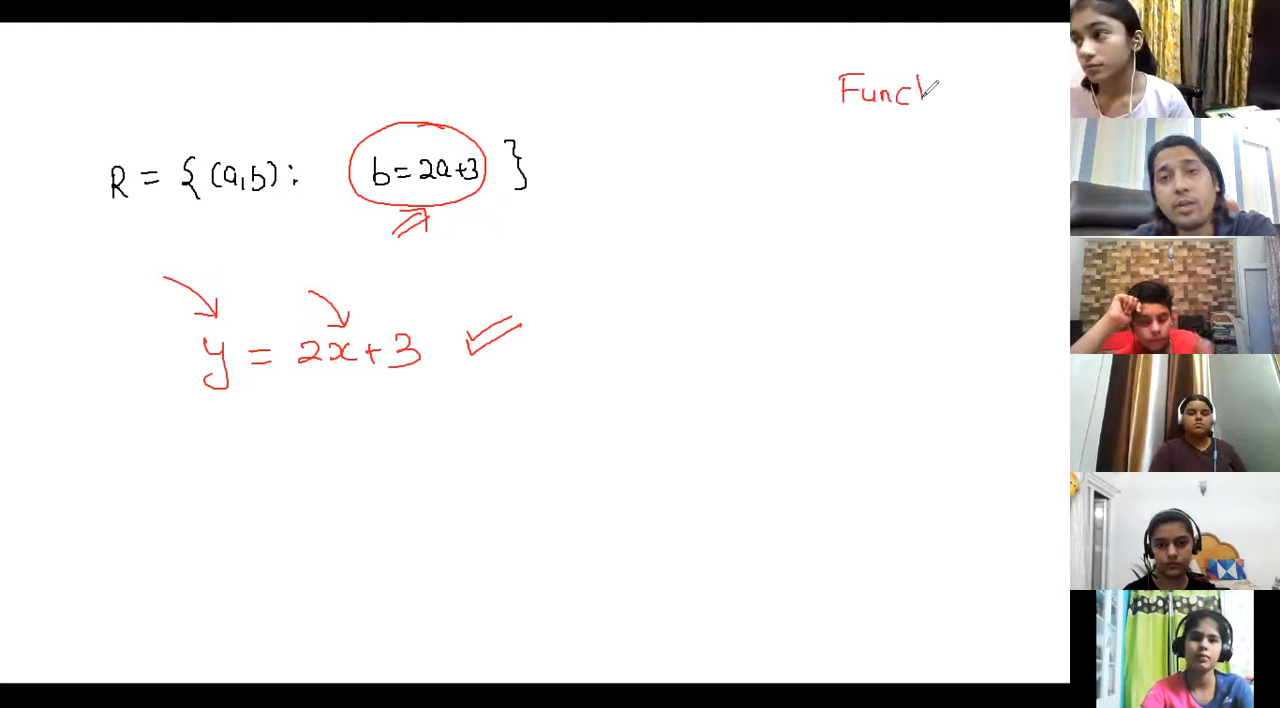 Funct
R = {(a,b): b = 2a+3 }
y = 2x+3